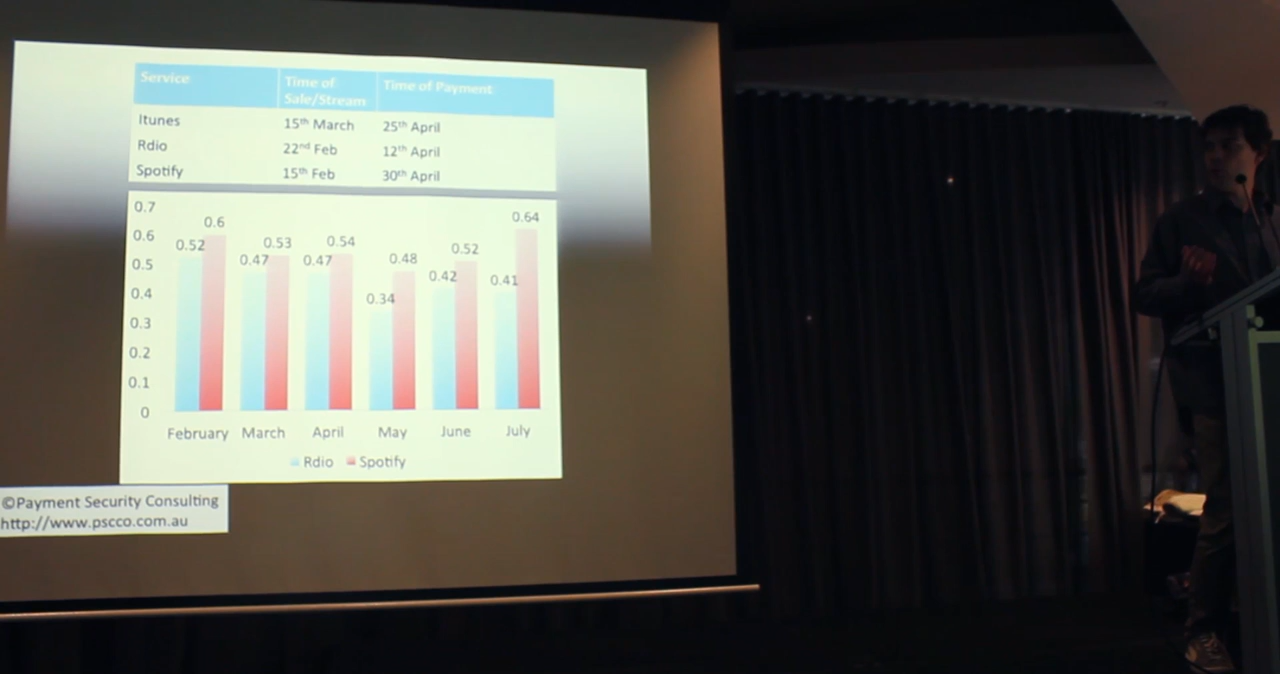 Service Time of Sale/Stream Time of Payment
Itunes 15th March 25th April
Rdio 22nd Feb 12th April
Spotify 15th Feb 30th April
0.7
0.6
0.5
0.4
0.3
0.2
0.1
0
0.52 0.6 0.47 0.53 0.47 0.54 0.34 0.48 0.42 0.52 0.41 0.64
February March April May June July
Rdio Spotify
©Payment Security Consulting
http://www.pscco.com.au